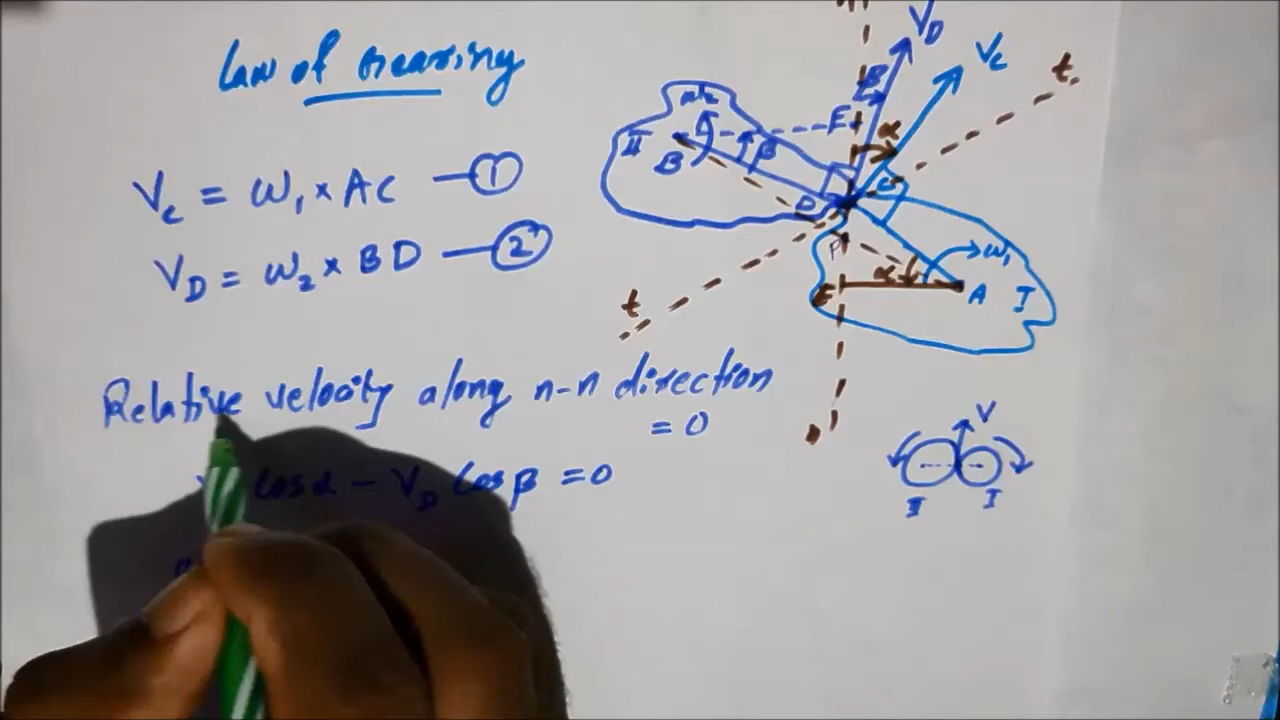 Law of Gearing
Vc = ω₁ × AC —①
VD = ω₂ × BD —②
Relative velocity along n-n direction
= 0
cos α - VD cos β = 0
VD
Vc
t
β
α
ω₂
F
II
B
β
D
C
P
ω₁
α
E
A
I
t
n
V
II
I